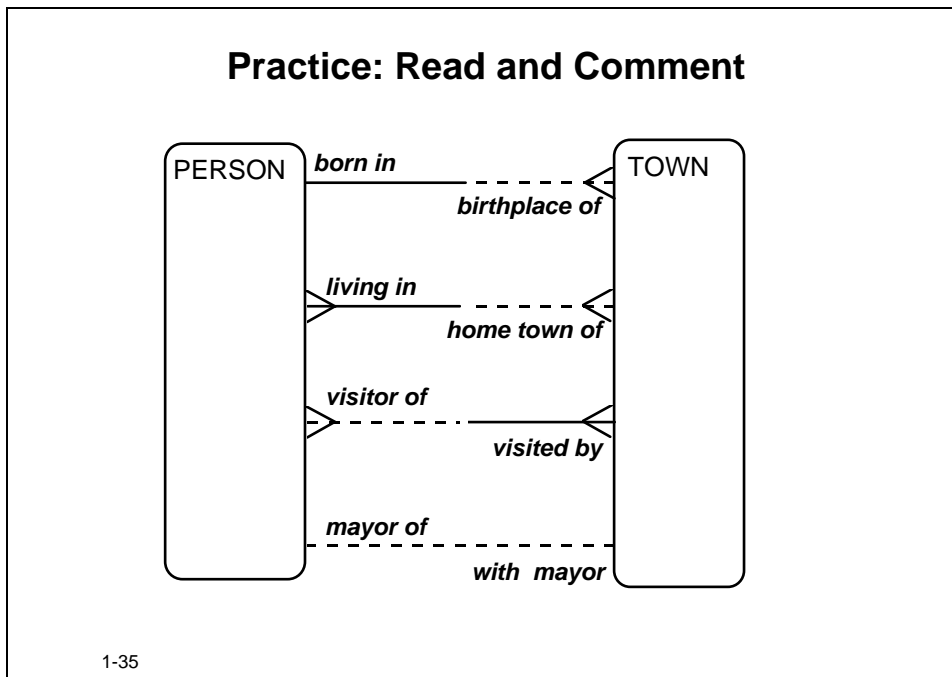 Practice: Read and Comment
PERSON
born in
TOWN
birthplace of
living in
home town of
visitor of
visited by
mayor of
with mayor
1-35